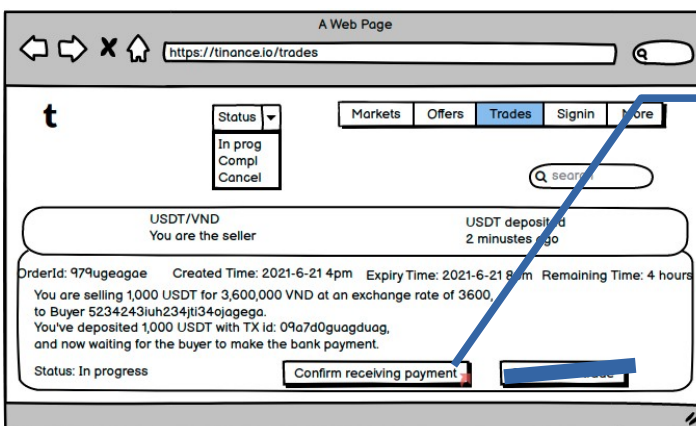 A Web Page
https://tinance.io/trades
t
Status
Markets Offers Trades Signin More
In prog
Compl
Cancel
search
USDT/VND USDT deposited
You are the seller 2 minustes ago
OrderId: 979ugeagae Created Time: 2021-6-21 4pm Expiry Time: 2021-6-21 8pm Remaining Time: 4 hours
You are selling 1,000 USDT for 3,600,000 VND at an exchange rate of 3600,
to Buyer 5234243iuh234jti34ojagega.
You've deposited 1,000 USDT with TX id: 09a7d0guagduag,
and now waiting for the buyer to make the bank payment.
Status: In progress Confirm receiving payment